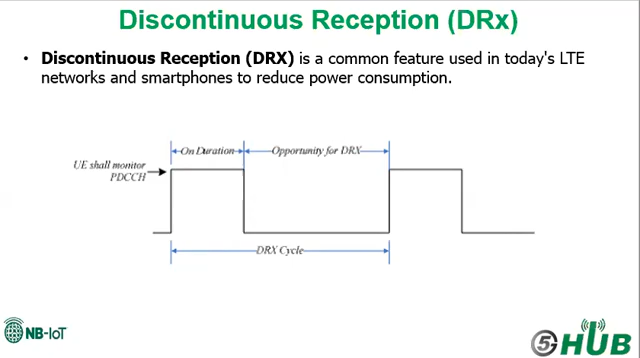 Discontinuous Reception (DRx)
• Discontinuous Reception (DRX) is a common feature used in today's LTE
networks and smartphones to reduce power consumption.
On Duration
Opportunity for DRX
UE shall monitor
PDCCH
DRX Cycle
NB-IoT
5G HUB